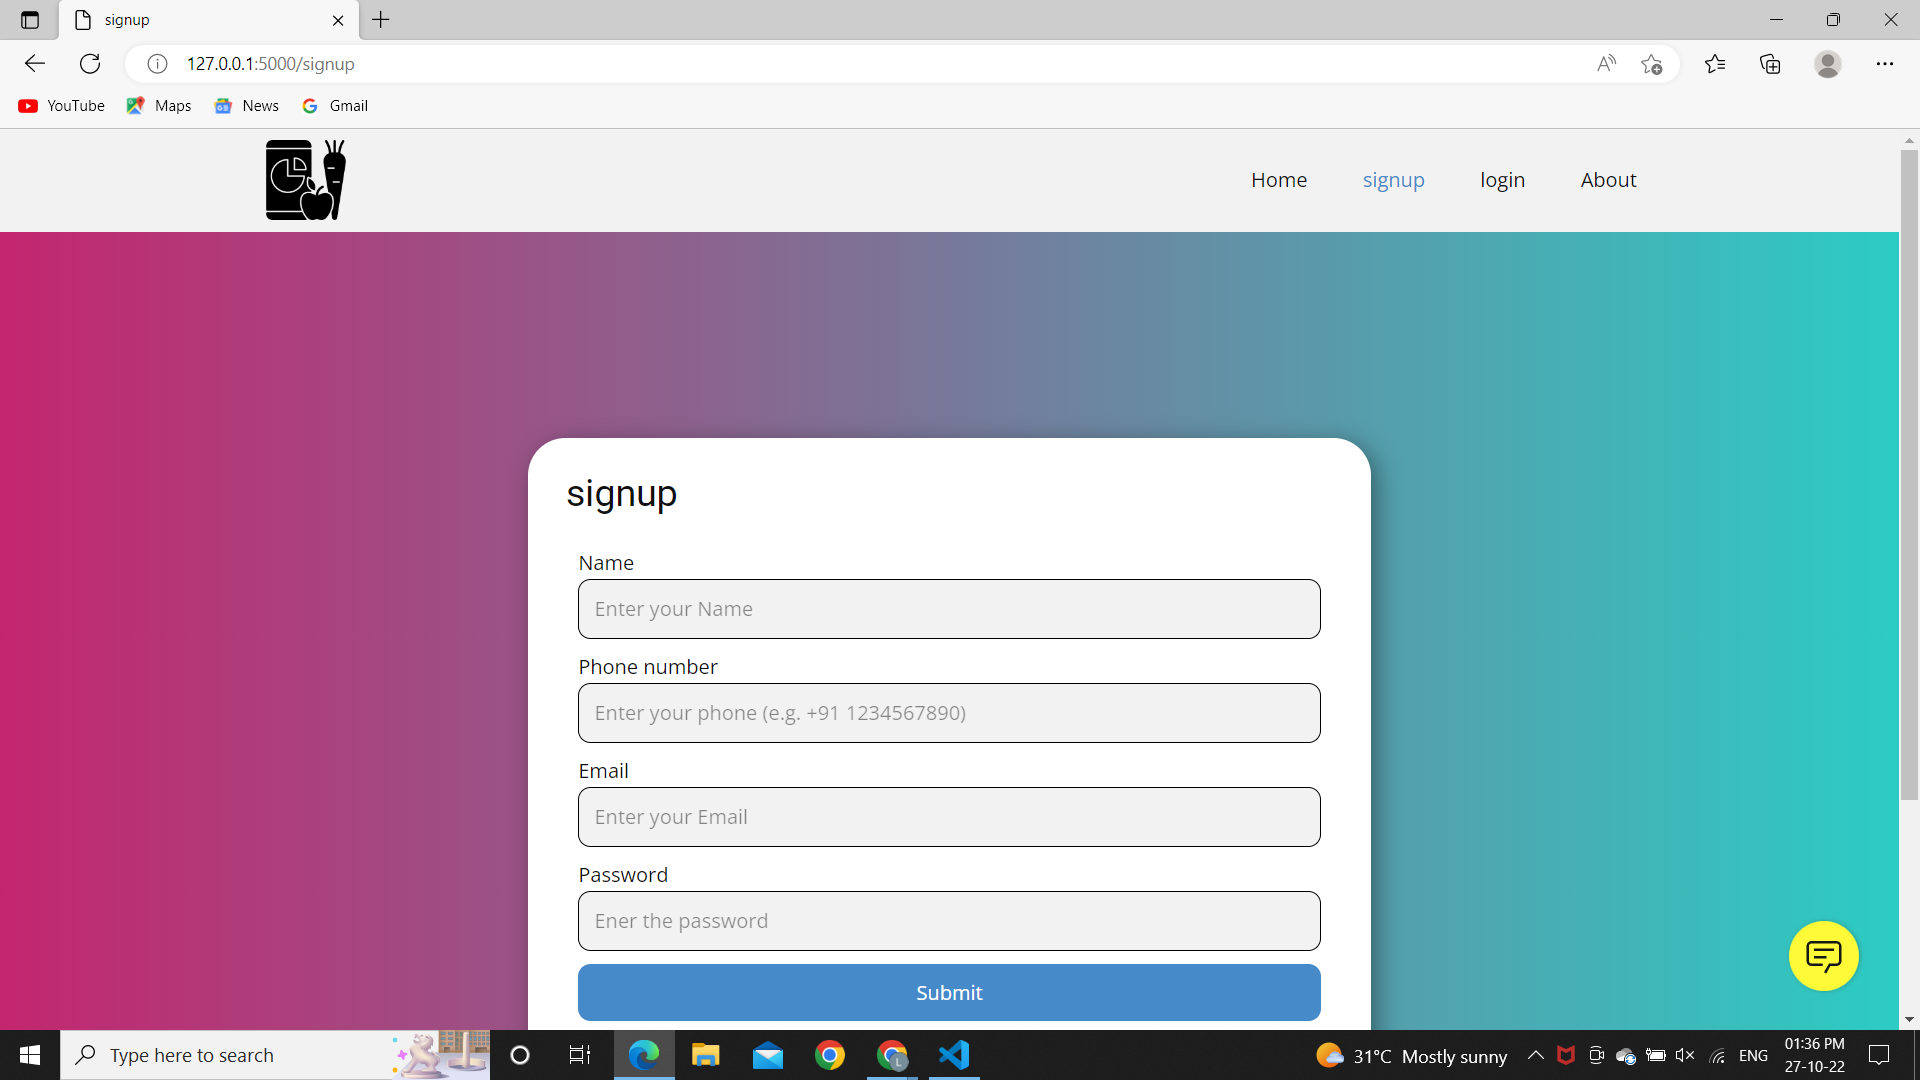 signup
127.0.0.1:5000/signup
YouTube Maps News Gmail
Home signup login About
signup
Name
Enter your Name
Phone number
Enter your phone (e.g. +91 1234567890)
Email
Enter your Email
Password
Ener the password
Submit
Type here to search
31°C Mostly sunny
ENG
01:36 PM
27-10-22